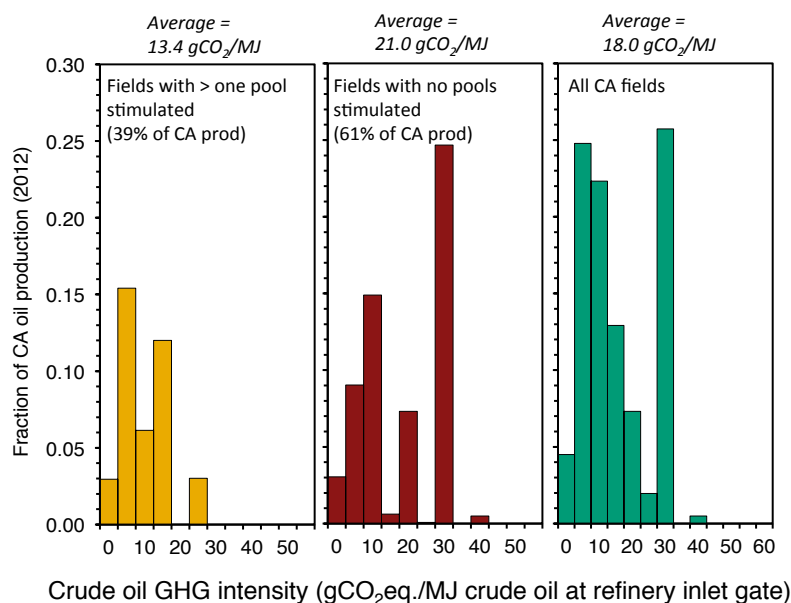 Average =
13.4 gCO₂/MJ
Average =
21.0 gCO₂/MJ
Average =
18.0 gCO₂/MJ
Fraction of CA oil production (2012)
0.30
0.25
0.20
0.15
0.10
0.05
0.00
Fields with > one pool
stimulated
(39% of CA prod)
Fields with no pools
stimulated
(61% of CA prod)
All CA fields
0 10 20 30 40 50
0 10 20 30 40 50
0 10 20 30 40 50 60
Crude oil GHG intensity (gCO₂eq./MJ crude oil at refinery inlet gate)